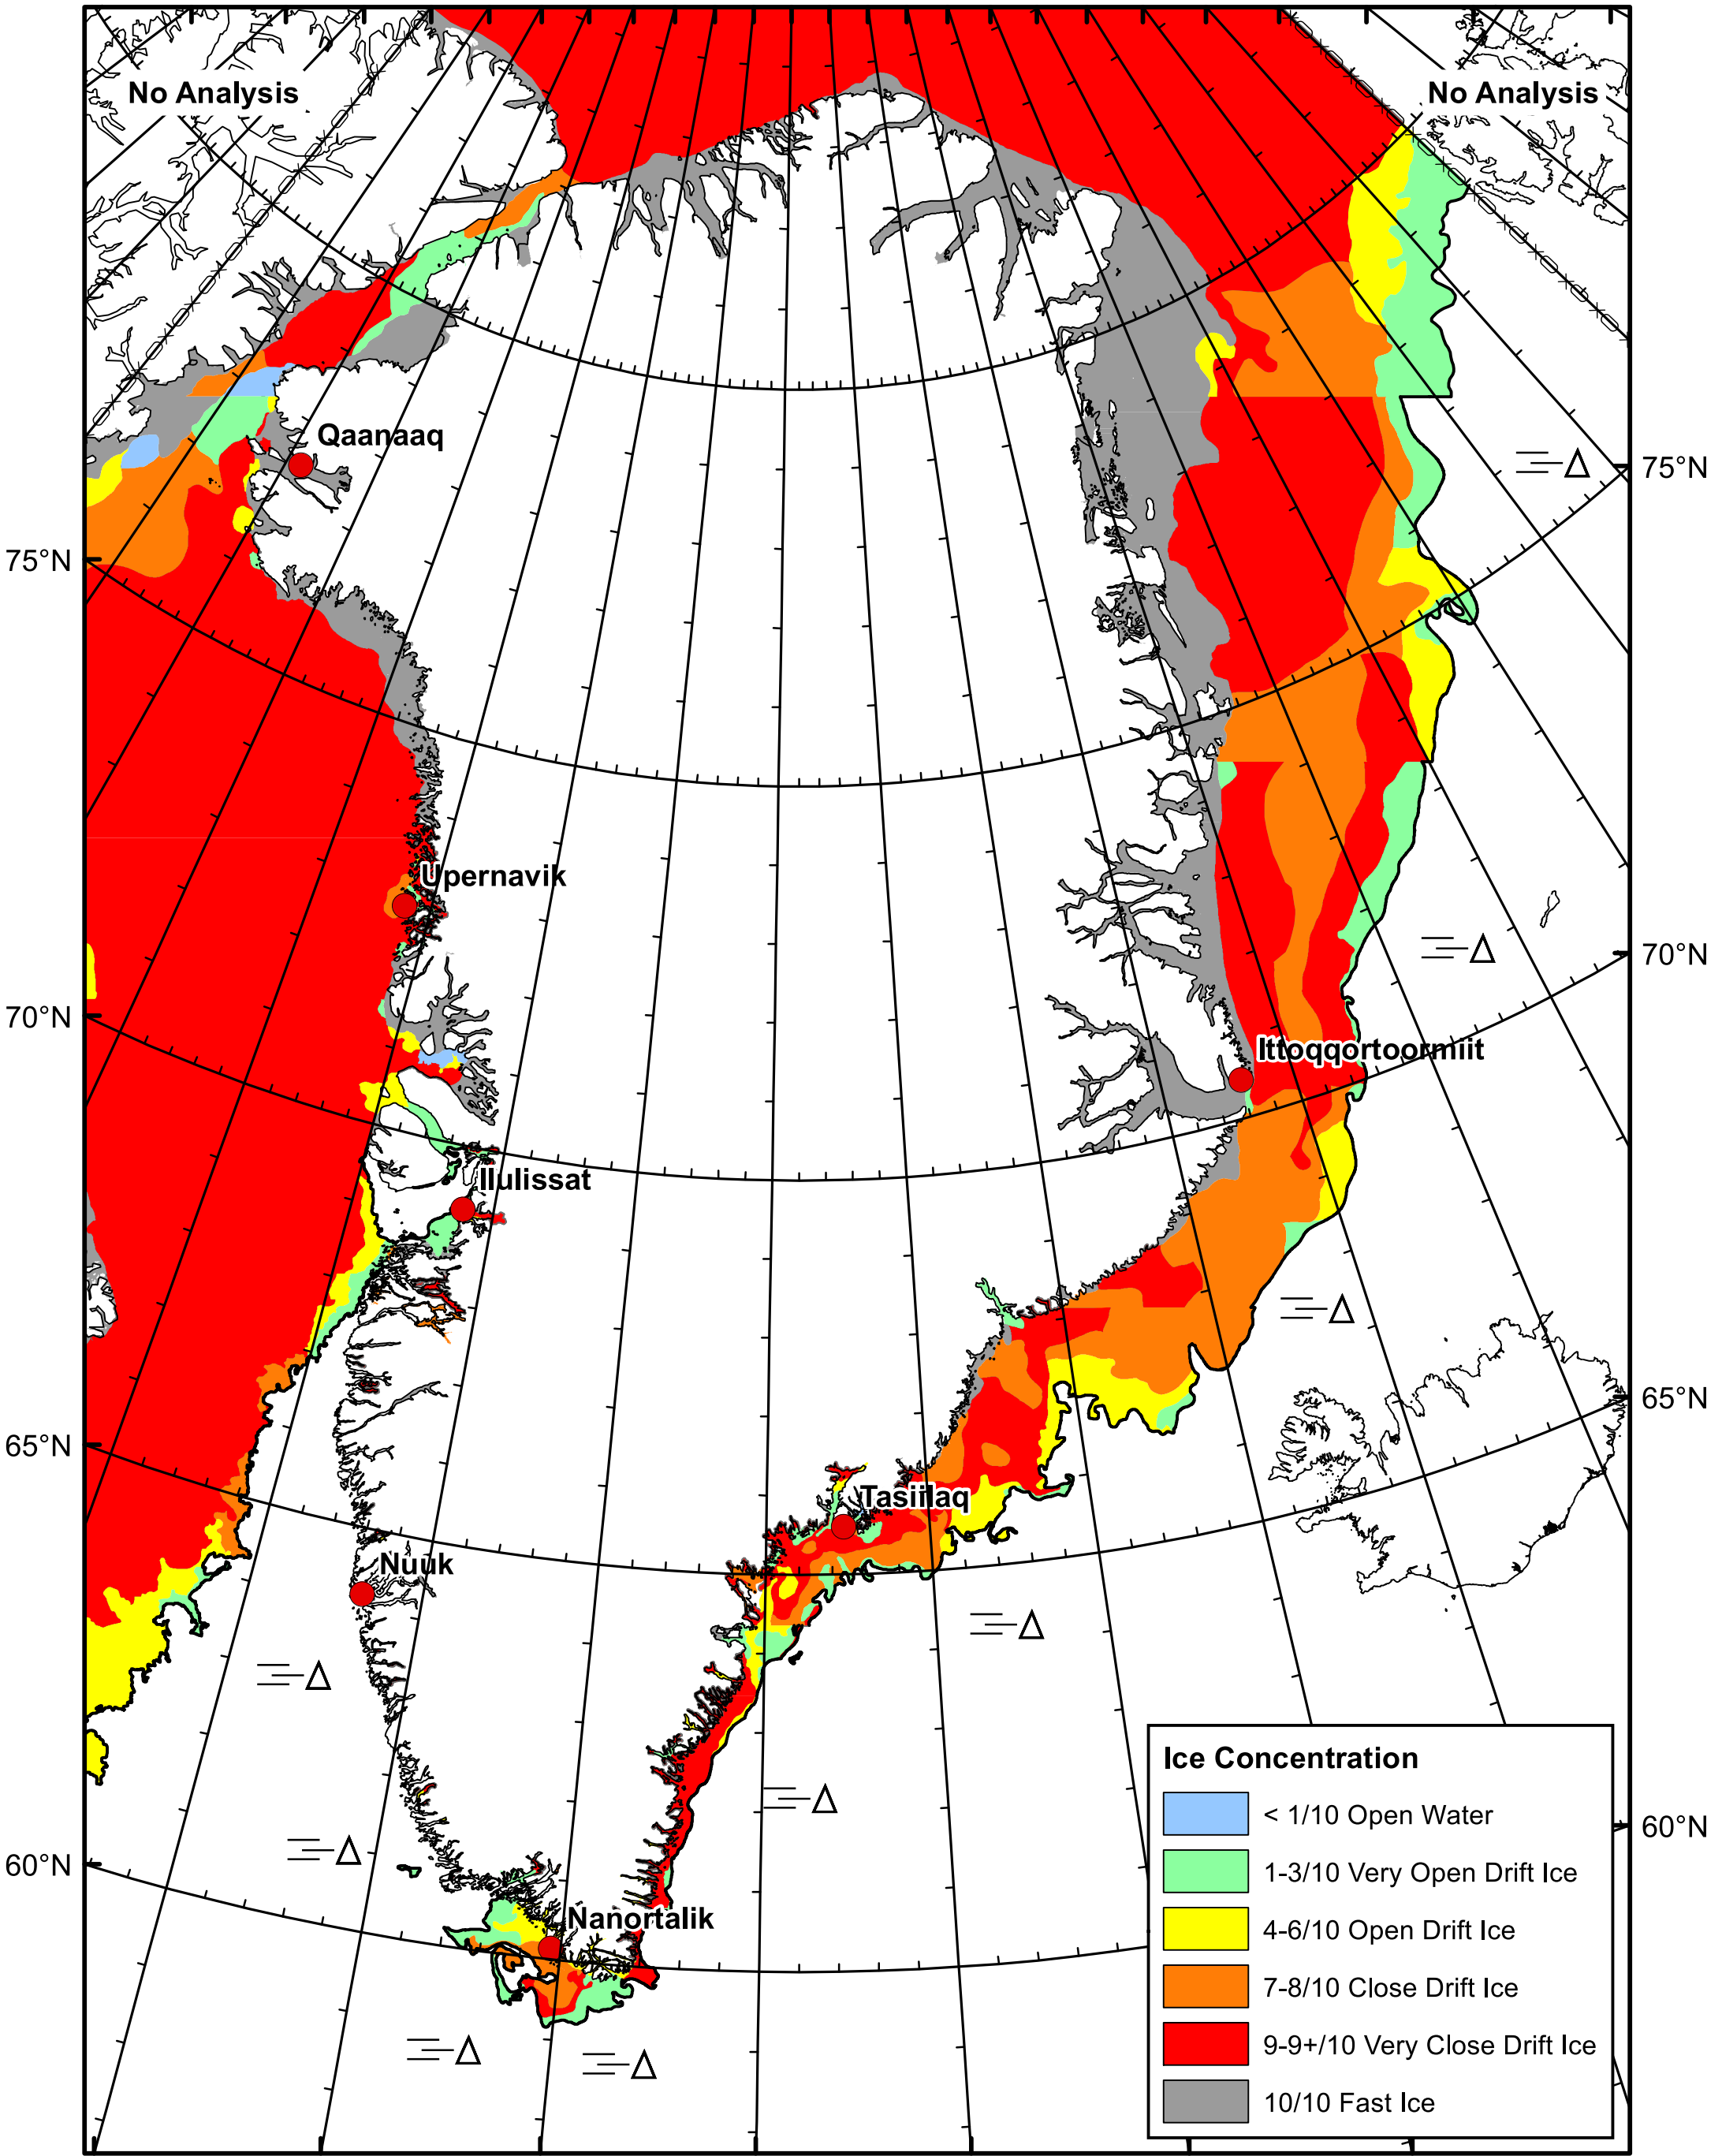 No Analysis
No Analysis
Qaanaaq
75°N
75°N
Upernavik
70°N
70°N
Ittoqqortoormiit
Ilulissat
65°N
65°N
Tasiilaq
Nuuk
Ice Concentration
< 1/10 Open Water
1-3/10 Very Open Drift Ice
4-6/10 Open Drift Ice
7-8/10 Close Drift Ice
9-9+/10 Very Close Drift Ice
10/10 Fast Ice
60°N
60°N
Nanortalik